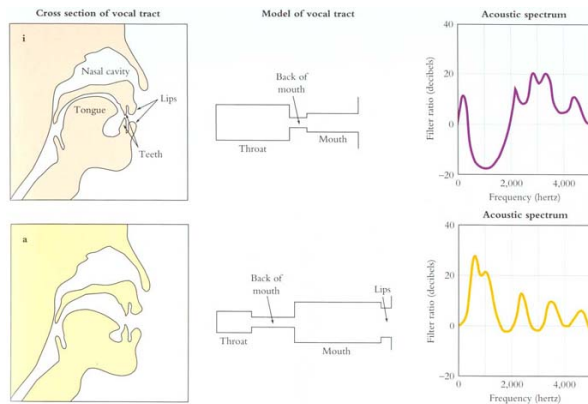 Cross section of vocal tract
Model of vocal tract
Acoustic spectrum
i
Nasal cavity
Tongue
Lips
Teeth
Back of
mouth
Throat
Mouth
40
20
0
−20
Filter ratio (decibels)
0
2,000
4,000
Frequency (hertz)
a
Back of
mouth
Lips
Throat
Mouth
Acoustic spectrum
40
20
0
−20
Filter ratio (decibels)
0
2,000
4,000
Frequency (hertz)